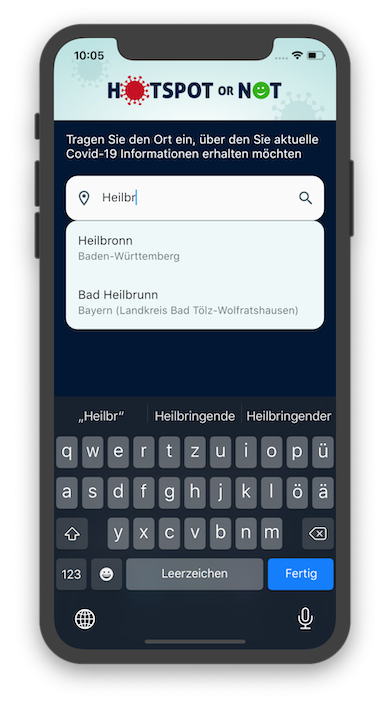 10:05
HOTSPOT OR NOT
Tragen Sie den Ort ein, über den Sie aktuelle
Covid-19 Informationen erhalten möchten
Heilbr
Heilbronn
Baden-Württemberg
Bad Heilbrunn
Bayern (Landkreis Bad Tölz-Wolfratshausen)
„Heilbr“ Heilbringende Heilbringender
q w e r t z u i o p ü
a s d f g h j k l ö ä
y x c v b n m
123 Leerzeichen Fertig